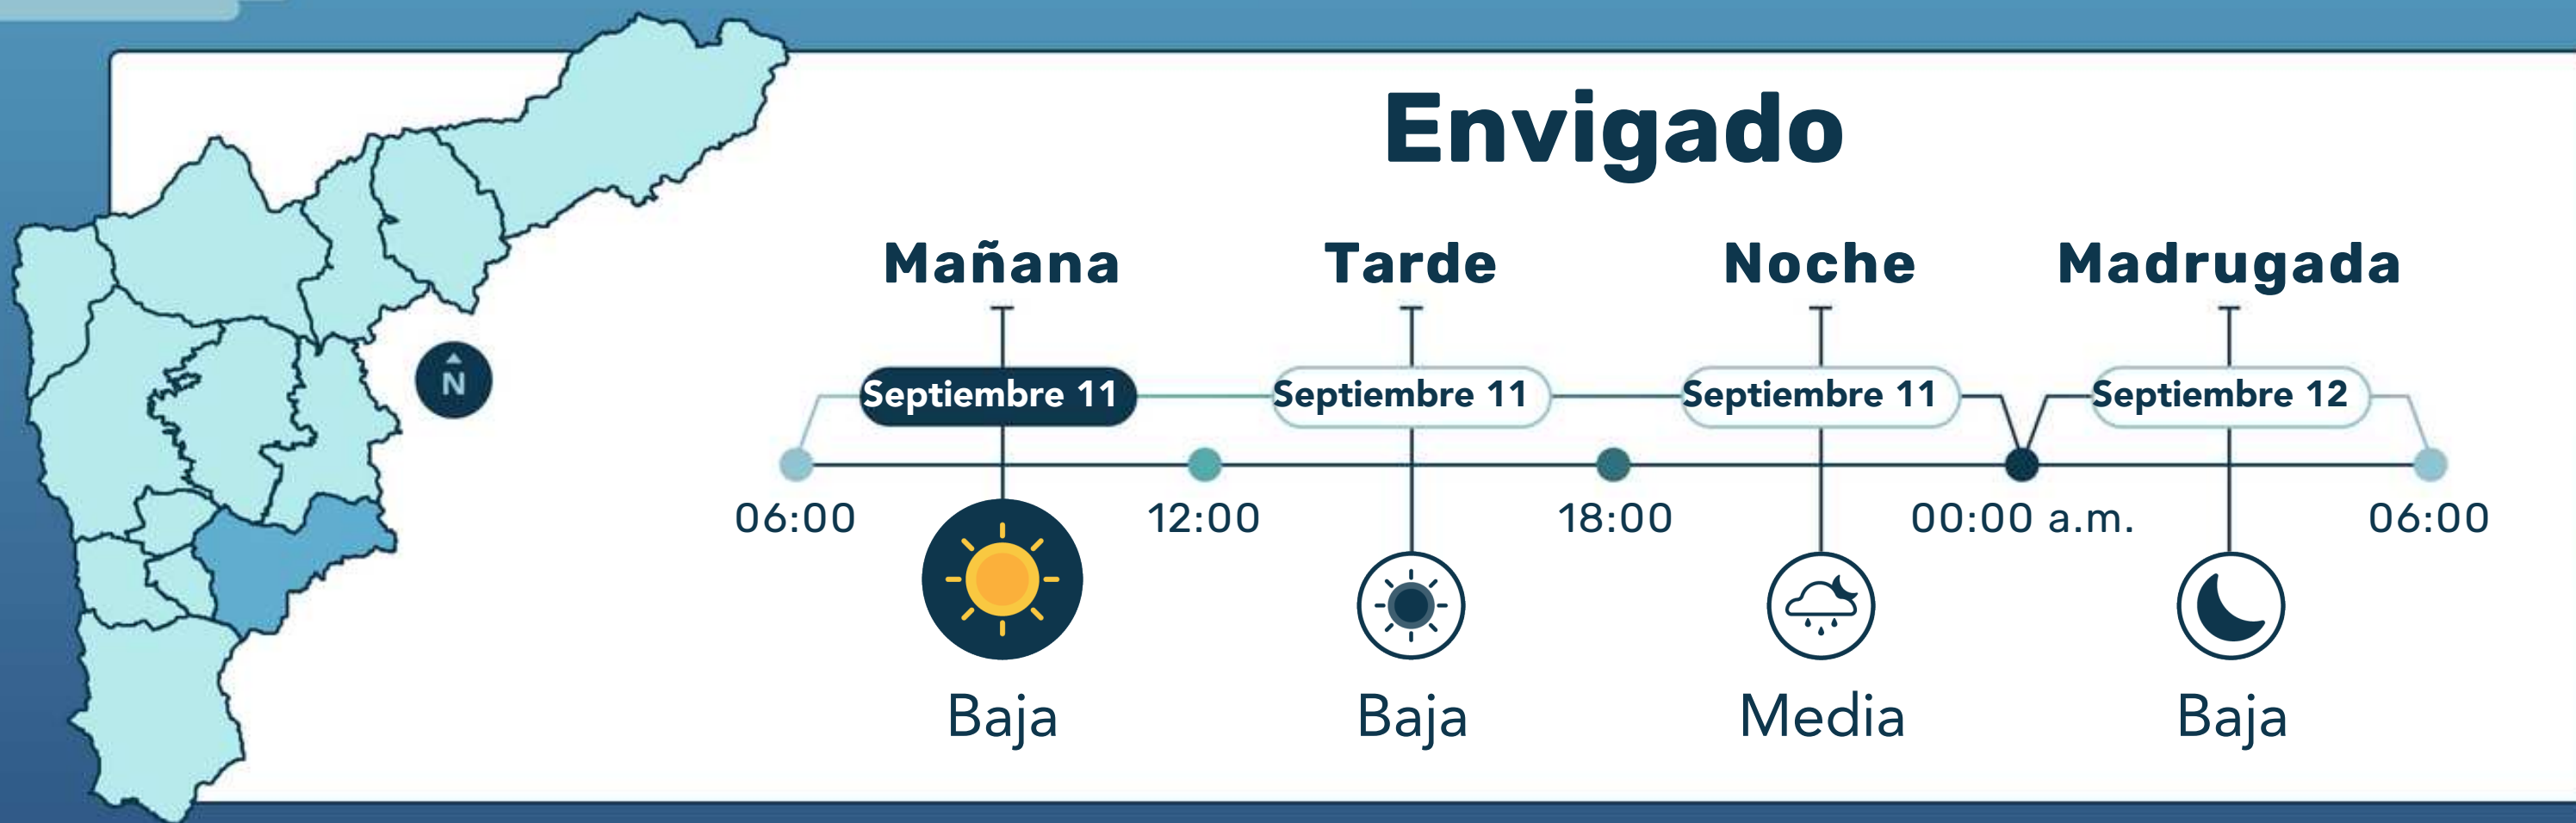 Envigado
Mañana Tarde Noche Madrugada
N
Septiembre 11 Septiembre 11 Septiembre 11 Septiembre 12
06:00 12:00 18:00 00:00 a.m. 06:00
Baja Baja Media Baja